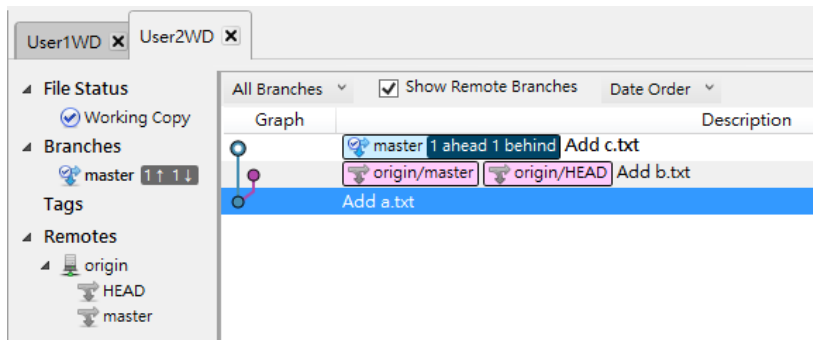 User1WD User2WD
File Status
Working Copy
Branches
master 1↑ 1↓
Tags
Remotes
origin
HEAD
master
All Branches Show Remote Branches Date Order
Graph Description
master 1 ahead 1 behind Add c.txt
origin/master origin/HEAD Add b.txt
Add a.txt